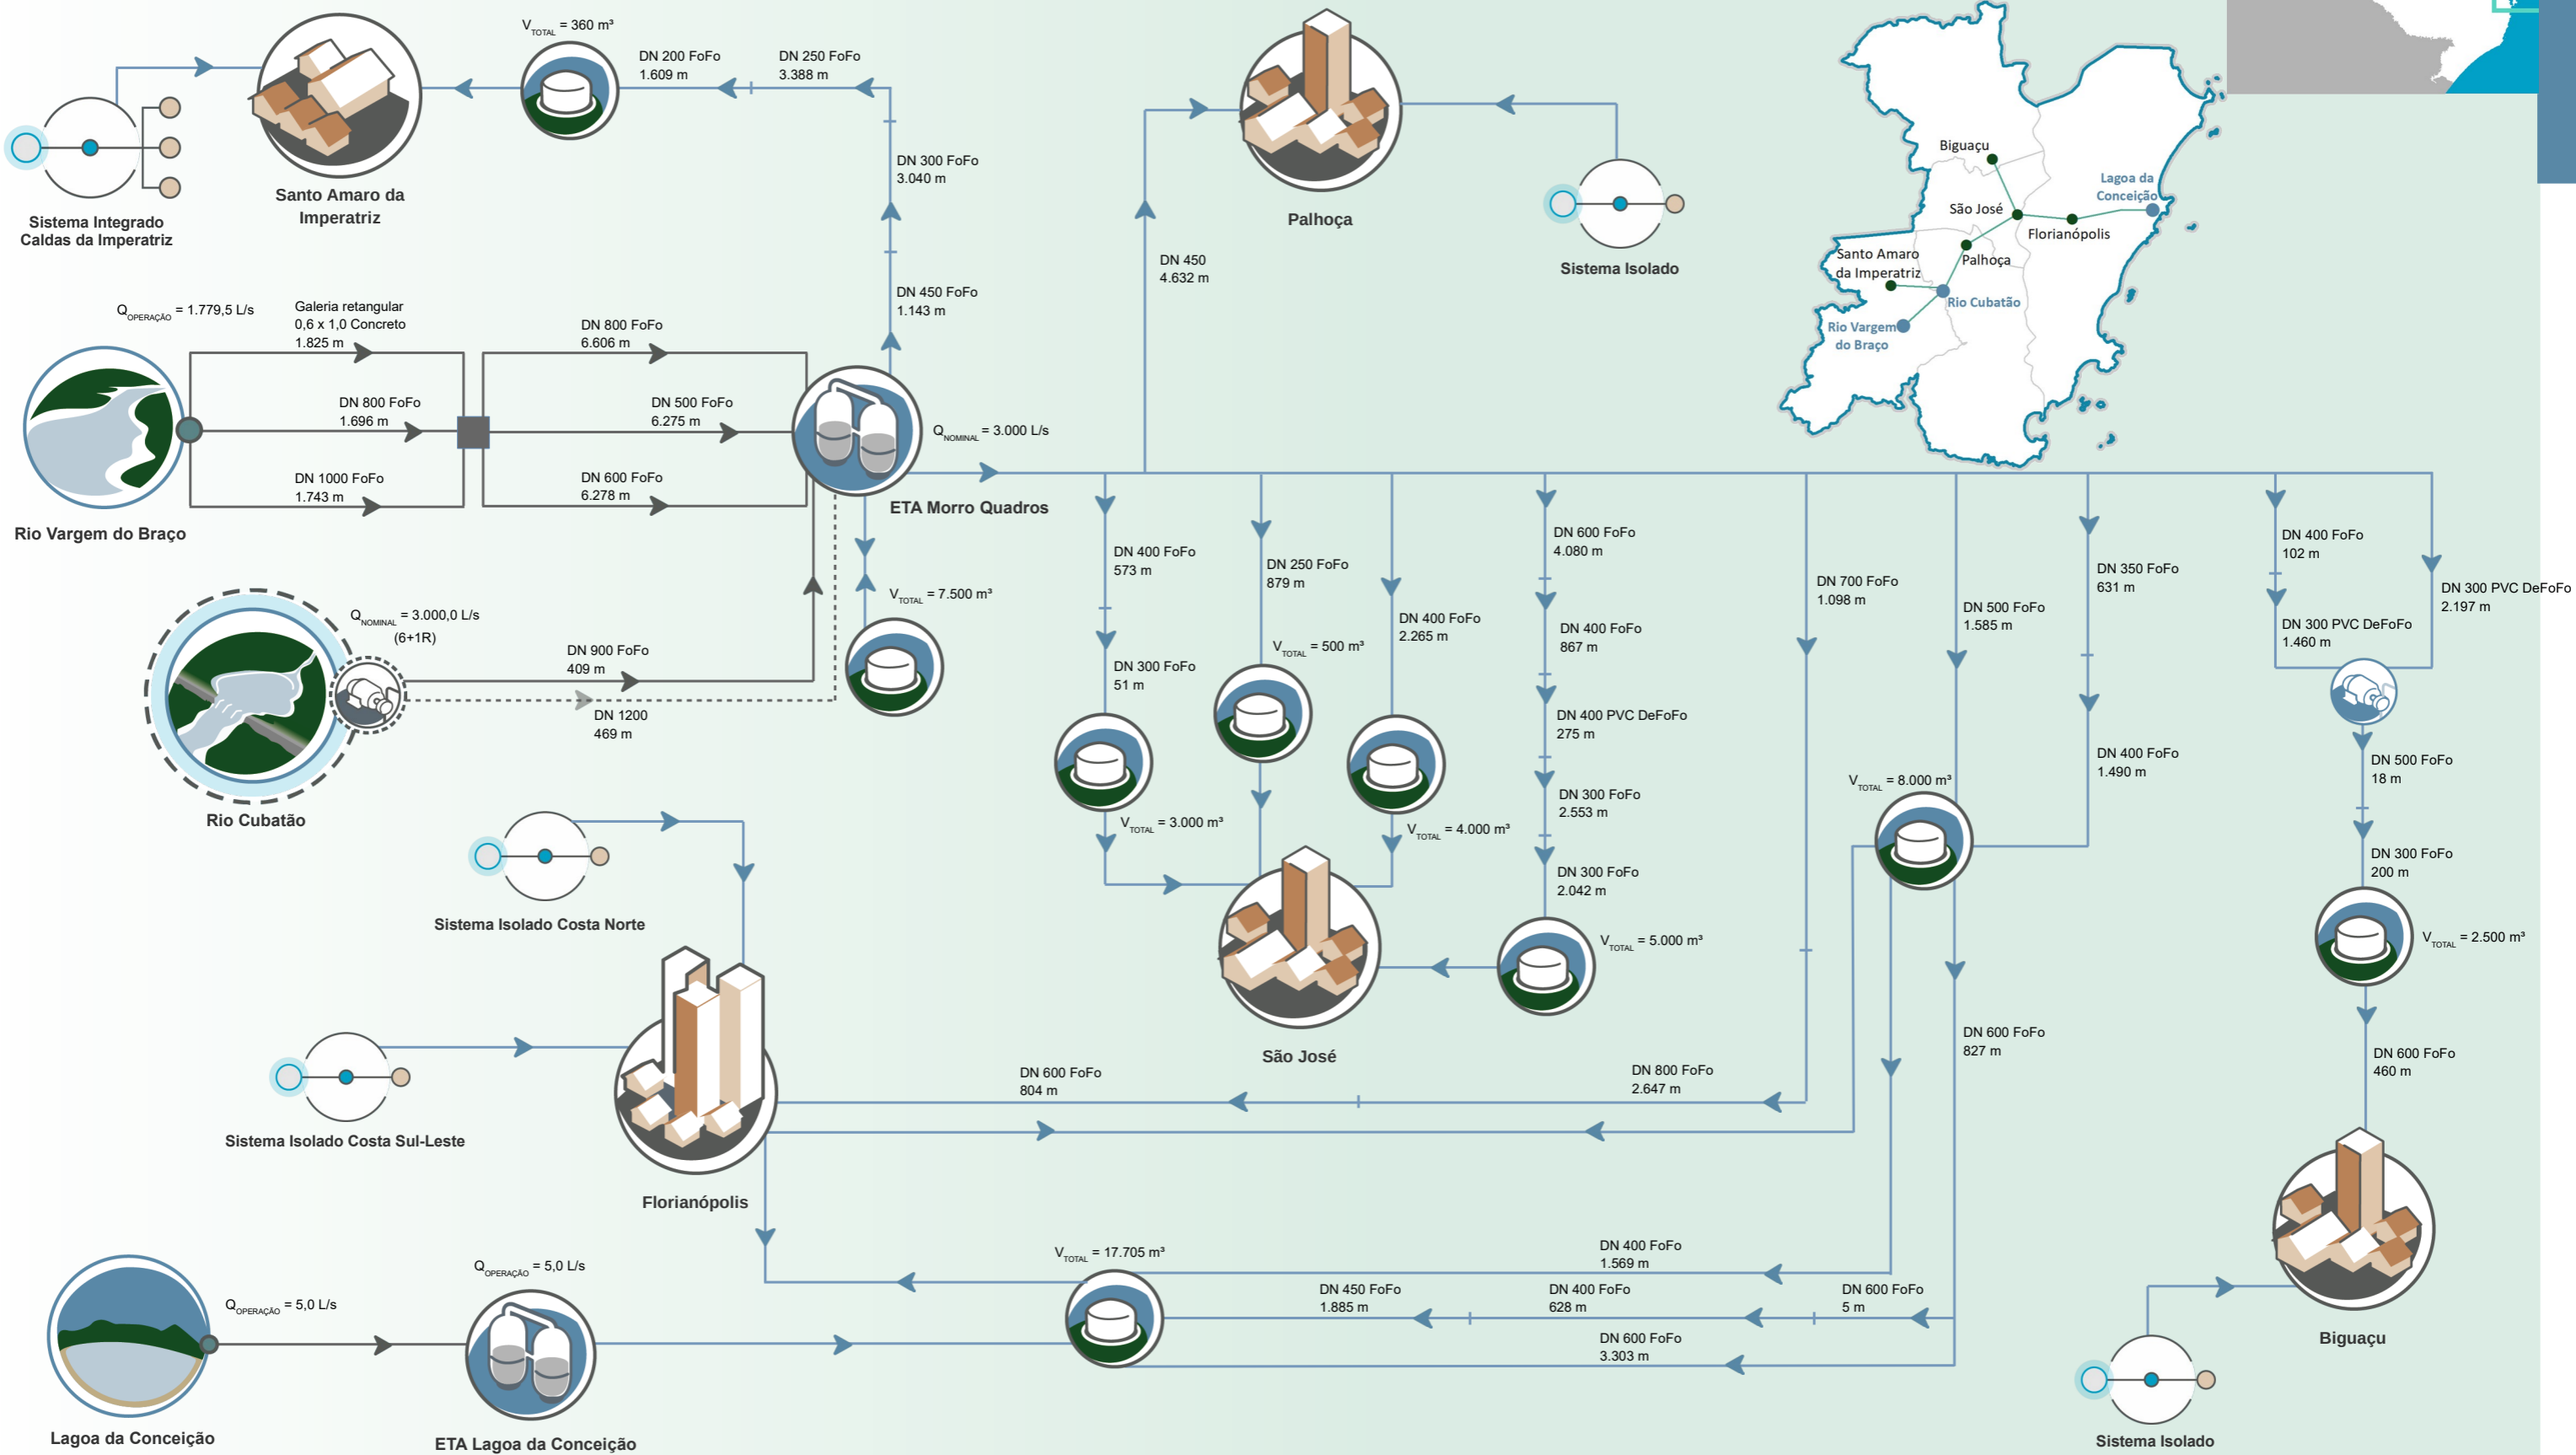 V TOTAL = 360 m³
DN 200 FoFo
1.609 m
DN 250 FoFo
3.388 m
Santo Amaro da
Imperatriz
Sistema Integrado
Caldas da Imperatriz
DN 300 FoFo
3.040 m
DN 450 FoFo
1.143 m
Palhoça
DN 450
4.632 m
Sistema Isolado
Biguaçu
Lagoa da
Conceição
São José
Florianópolis
Santo Amaro
da Imperatriz
Palhoça
Rio Cubatão
Rio Vargem
do Braço
Q OPERAÇÃO = 1.779,5 L/s
Galeria retangular
0,6 x 1,0 Concreto
1.825 m
DN 800 FoFo
6.606 m
DN 800 FoFo
1.696 m
DN 500 FoFo
6.275 m
DN 1000 FoFo
1.743 m
DN 600 FoFo
6.278 m
Rio Vargem do Braço
Q NOMINAL = 3.000 L/s
ETA Morro Quadros
Q NOMINAL = 3.000,0 L/s
(6+1R)
DN 900 FoFo
409 m
DN 1200
469 m
Rio Cubatão
V TOTAL = 7.500 m³
DN 400 FoFo
573 m
DN 300 FoFo
51 m
V TOTAL = 3.000 m³
DN 250 FoFo
879 m
V TOTAL = 500 m³
DN 400 FoFo
2.265 m
V TOTAL = 4.000 m³
DN 600 FoFo
4.080 m
DN 400 FoFo
867 m
DN 400 PVC DeFoFo
275 m
DN 300 FoFo
2.553 m
DN 300 FoFo
2.042 m
V TOTAL = 5.000 m³
São José
DN 700 FoFo
1.098 m
DN 500 FoFo
1.585 m
V TOTAL = 8.000 m³
DN 350 FoFo
631 m
DN 400 FoFo
1.490 m
DN 400 FoFo
102 m
DN 300 PVC DeFoFo
1.460 m
DN 300 PVC DeFoFo
2.197 m
DN 500 FoFo
18 m
DN 300 FoFo
200 m
V TOTAL = 2.500 m³
DN 600 FoFo
460 m
Biguaçu
Sistema Isolado
Sistema Isolado Costa Norte
Sistema Isolado Costa Sul-Leste
Florianópolis
DN 600 FoFo
804 m
DN 800 FoFo
2.647 m
DN 600 FoFo
827 m
V TOTAL = 17.705 m³
DN 400 FoFo
1.569 m
DN 450 FoFo
1.885 m
DN 400 FoFo
628 m
DN 600 FoFo
5 m
DN 600 FoFo
3.303 m
Q OPERAÇÃO = 5,0 L/s
Q OPERAÇÃO = 5,0 L/s
Lagoa da Conceição
ETA Lagoa da Conceição